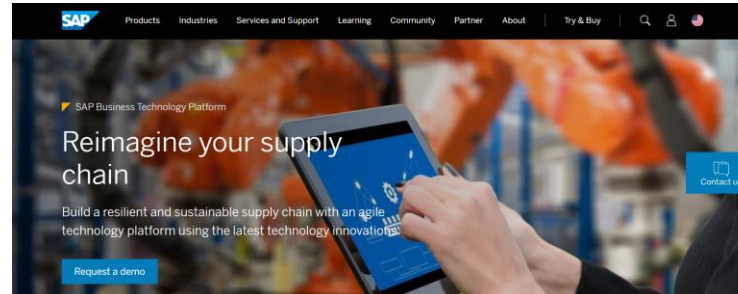 SAP
Products Industries Services and Support Learning Community Partner About Try & Buy
SAP Business Technology Platform
Reimagine your supply
chain
Contact u
Build a resilient and sustainable supply chain with an agile
technology platform using the latest technology innovations.
Request a demo